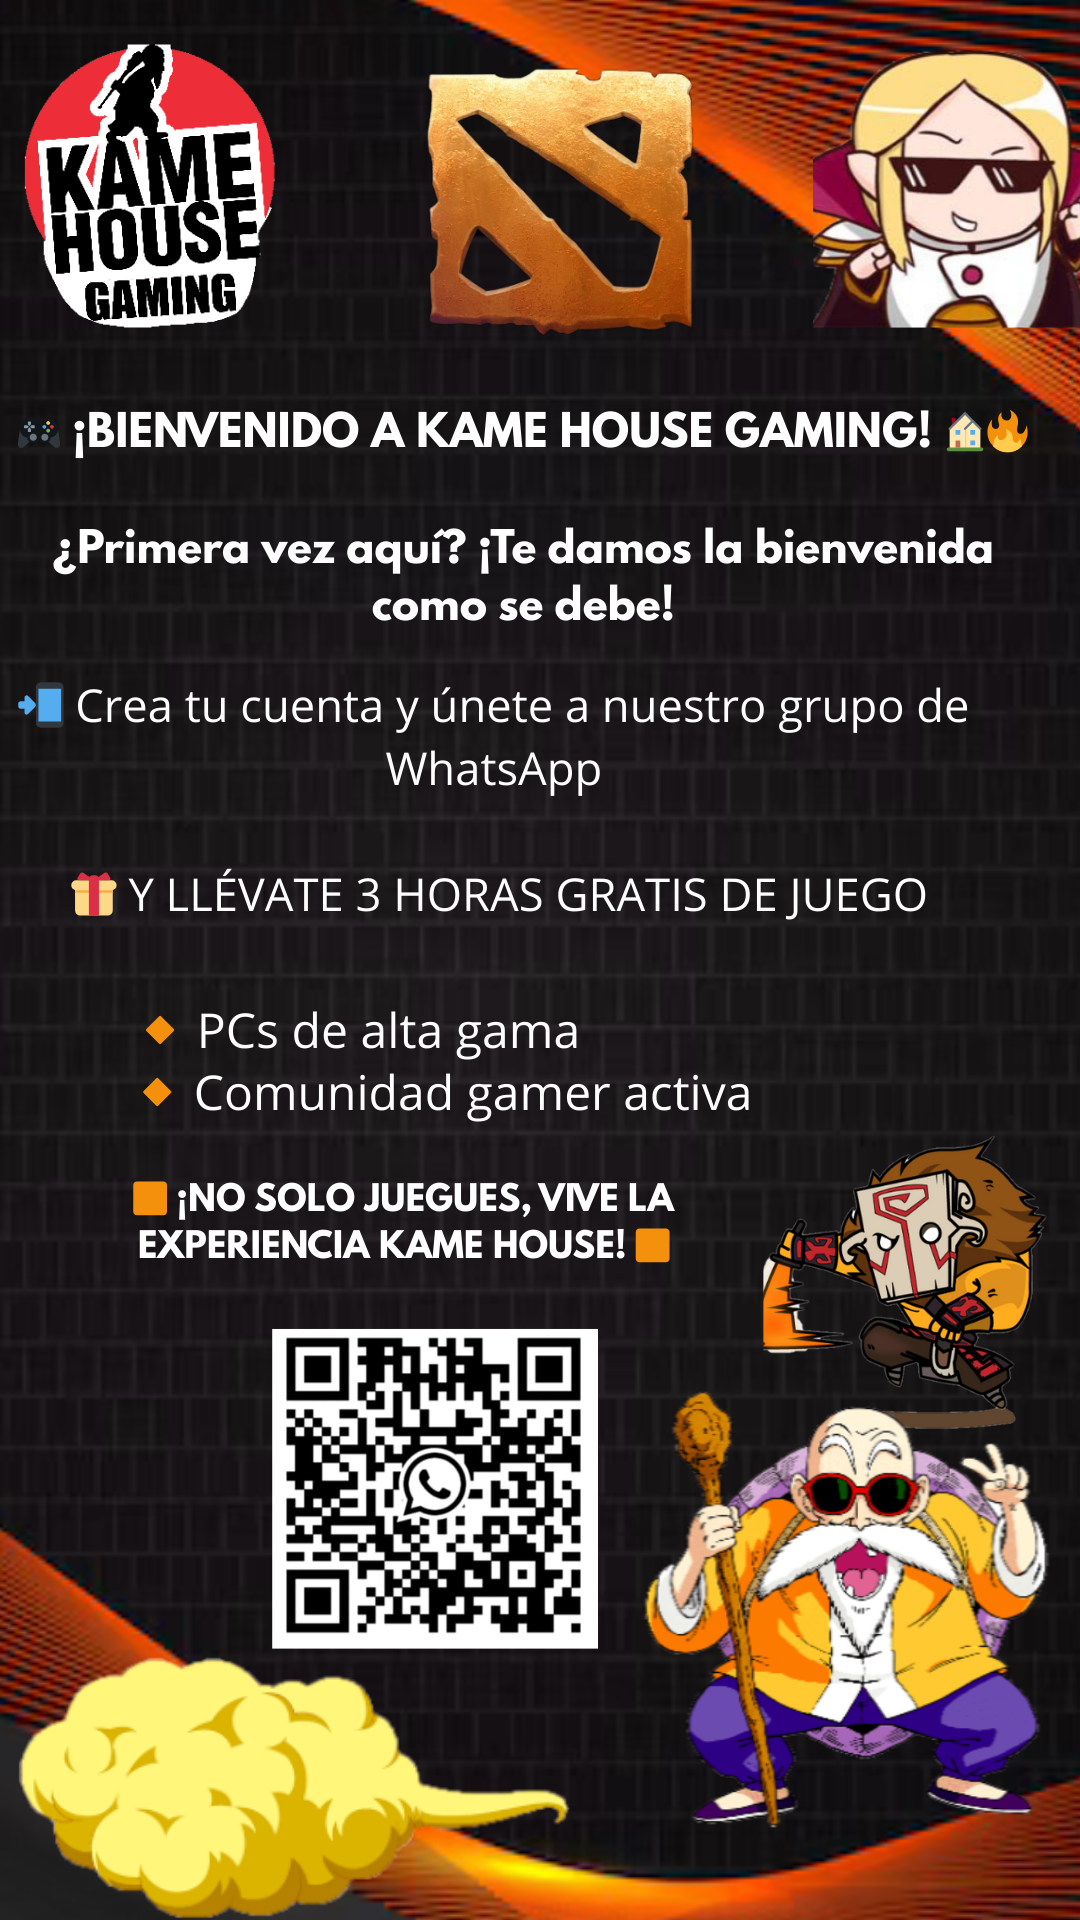 KAME
HOUSE
GAMING
🎮 ¡BIENVENIDO A KAME HOUSE GAMING! 🏠🔥
¿Primera vez aquí? ¡Te damos la bienvenida
como se debe!
📲 Crea tu cuenta y únete a nuestro grupo de
WhatsApp
🎁 Y LLÉVATE 3 HORAS GRATIS DE JUEGO
🔸 PCs de alta gama
🔸 Comunidad gamer activa
🟧 ¡NO SOLO JUEGUES, VIVE LA
EXPERIENCIA KAME HOUSE! 🟧